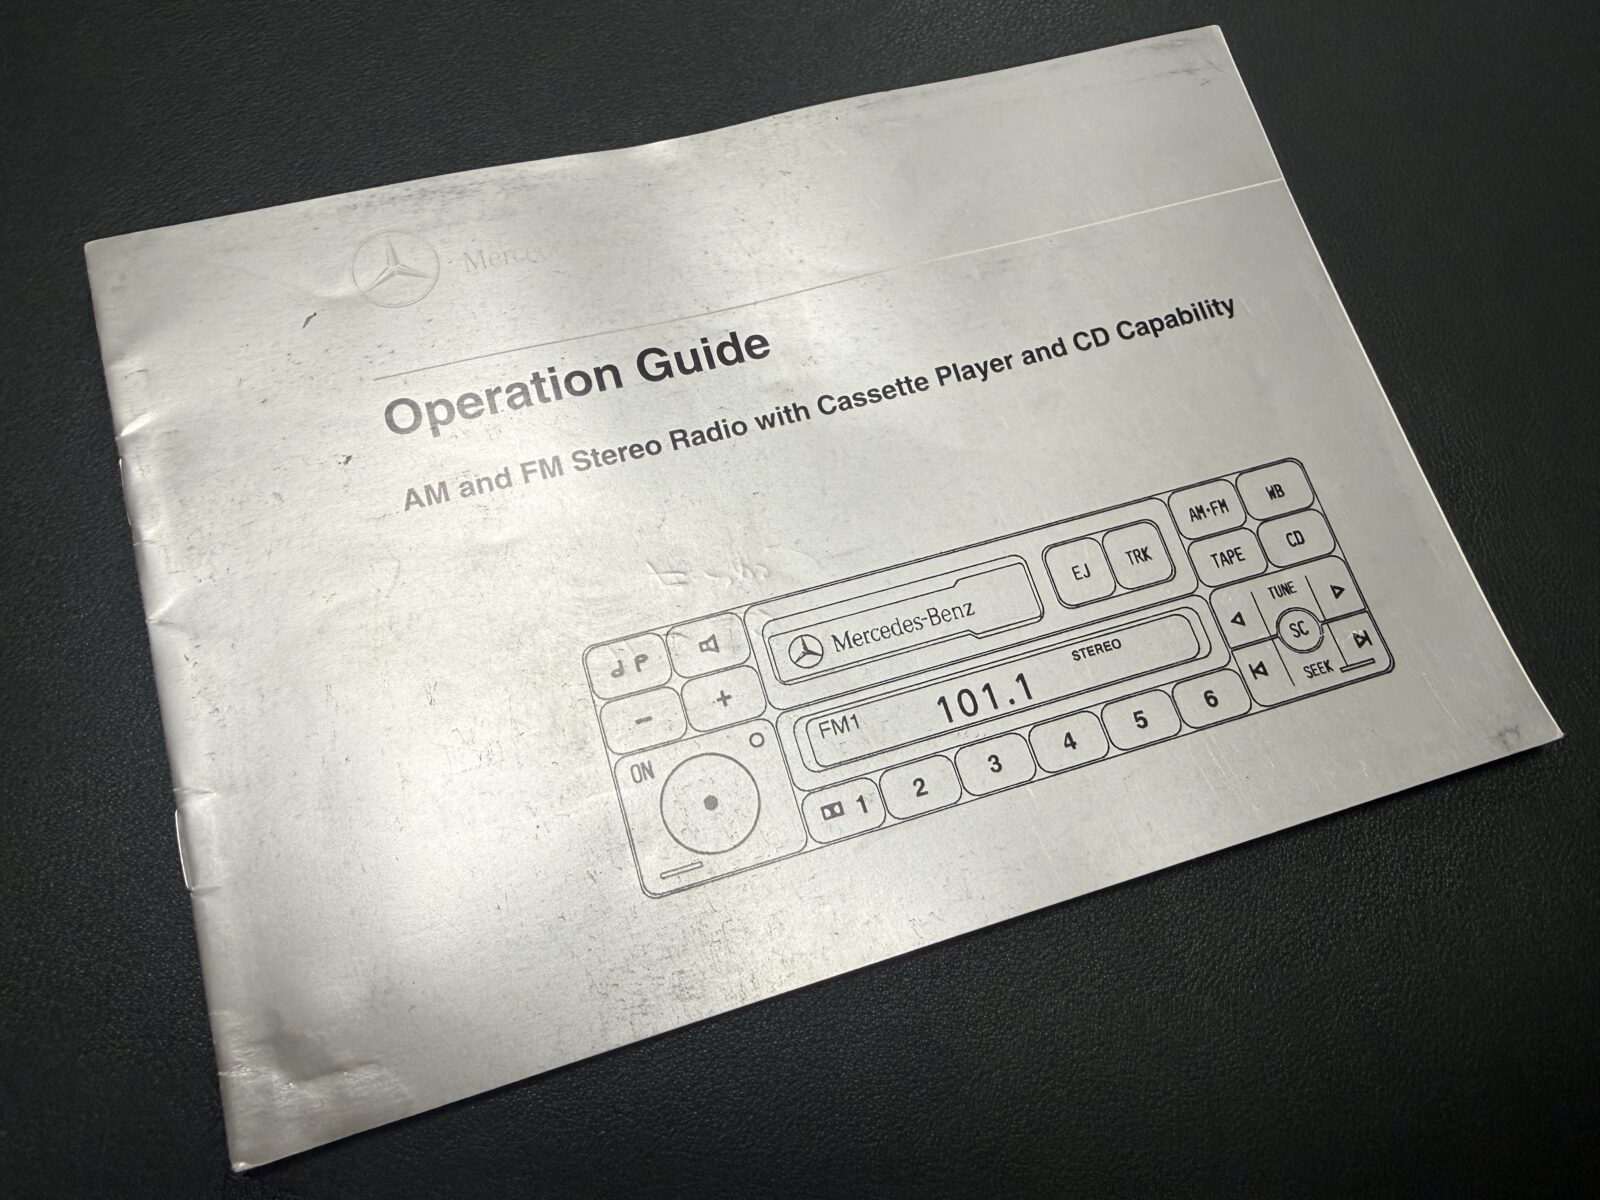 Operation Guide
AM and FM Stereo Radio with Cassette Player and CD Capability
AM•FM WB
EJ TRK TAPE CD
Mercedes-Benz
TUNE
SC
SEEK
STEREO
FM1 101.1
- +
ON
1 2 3 4 5 6